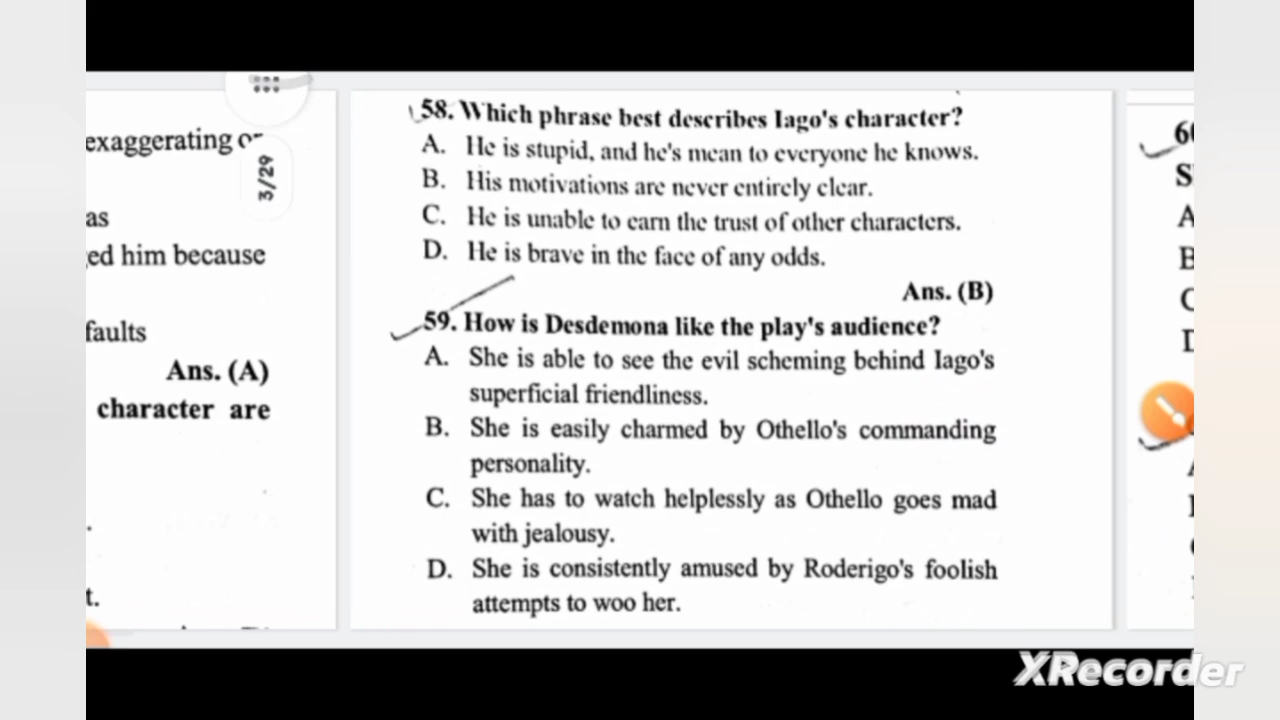 exaggerating or
3/29
as
ed him because
faults
Ans. (A)
character are
t.
58. Which phrase best describes Iago's character?
A. He is stupid, and he's mean to everyone he knows.
B. His motivations are never entirely clear.
C. He is unable to earn the trust of other characters.
D. He is brave in the face of any odds.
Ans. (B)
59. How is Desdemona like the play's audience?
A. She is able to see the evil scheming behind Iago's
superficial friendliness.
B. She is easily charmed by Othello's commanding
personality.
C. She has to watch helplessly as Othello goes mad
with jealousy.
D. She is consistently amused by Roderigo's foolish
attempts to woo her.
6
S
A
B
C
D
XRecorder